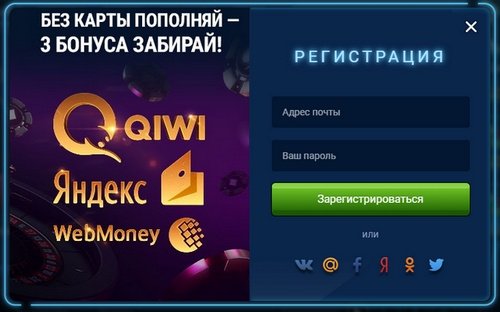 БЕЗ КАРТЫ ПОПОЛНЯЙ —
3 БОНУСА ЗАБИРАЙ!
QIWI
Яндекс
WebMoney
РЕГИСТРАЦИЯ
Адрес почты
Ваш пароль
Зарегистрироваться
или